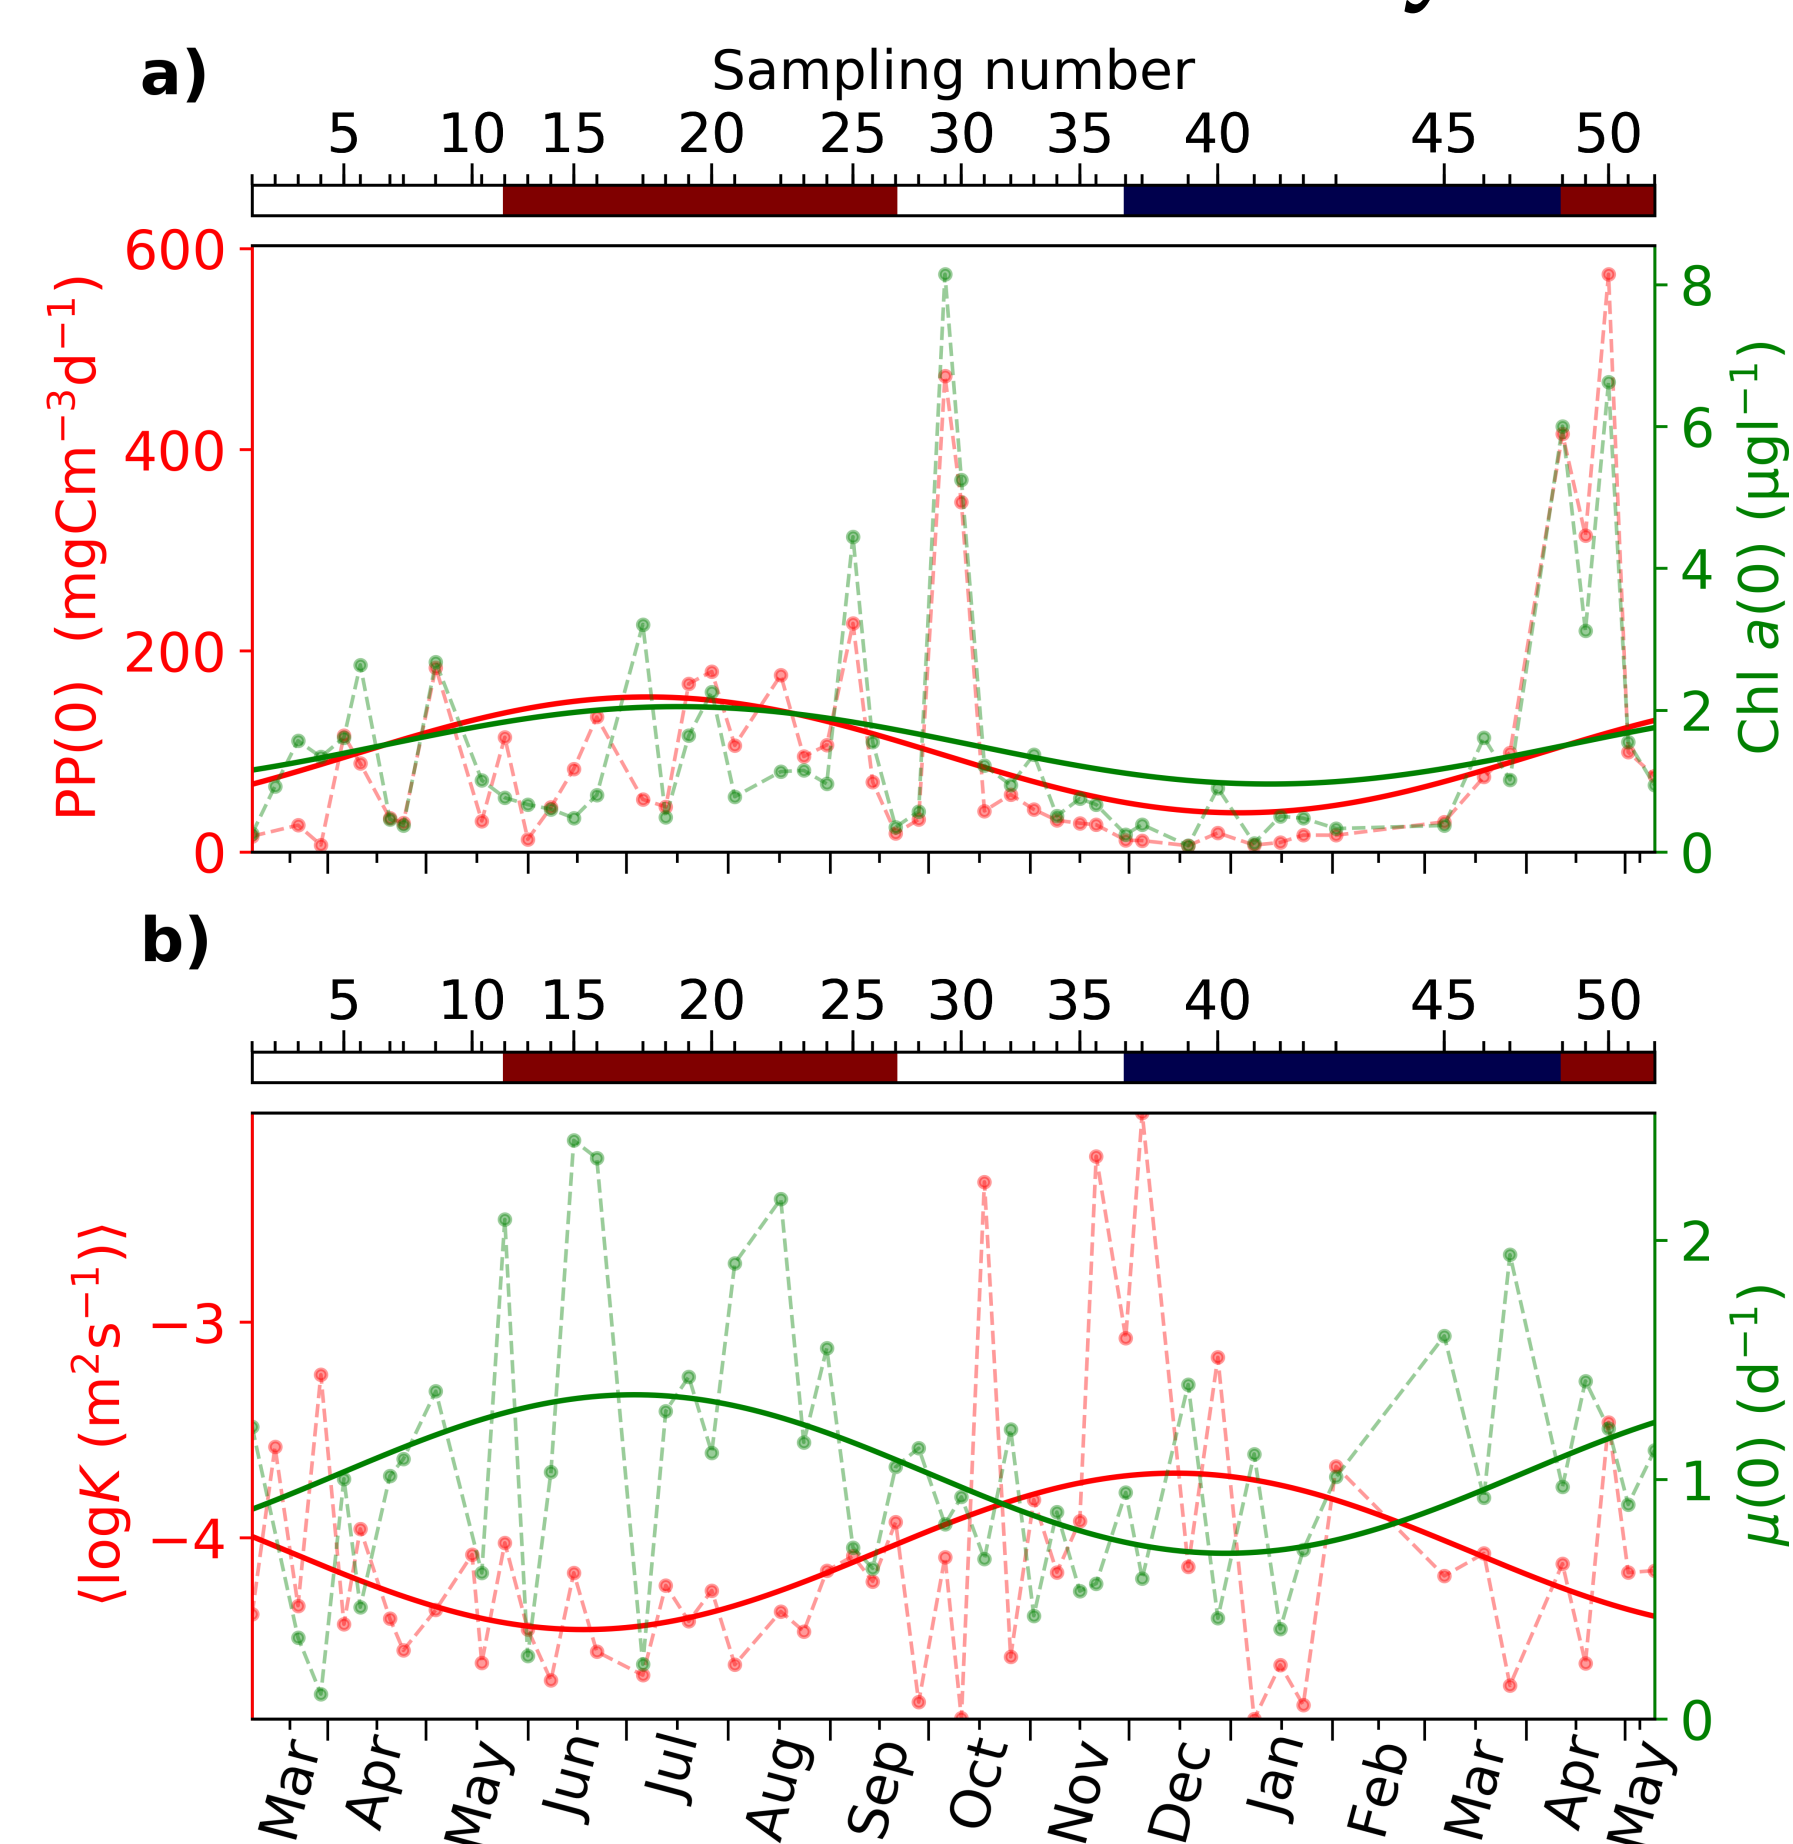 a)
Sampling number
5 10 15 20 25 30 35 40 45 50
600
400
200
0
PP(0) (mgCm⁻³d⁻¹)
8
6
4
2
0
Chl a(0) (µgl⁻¹)
b)
5 10 15 20 25 30 35 40 45 50
−3
−4
⟨logK (m²s⁻¹)⟩
2
1
0
µ(0) (d⁻¹)
Mar Apr May Jun Jul Aug Sep Oct Nov Dec Jan Feb Mar Apr May